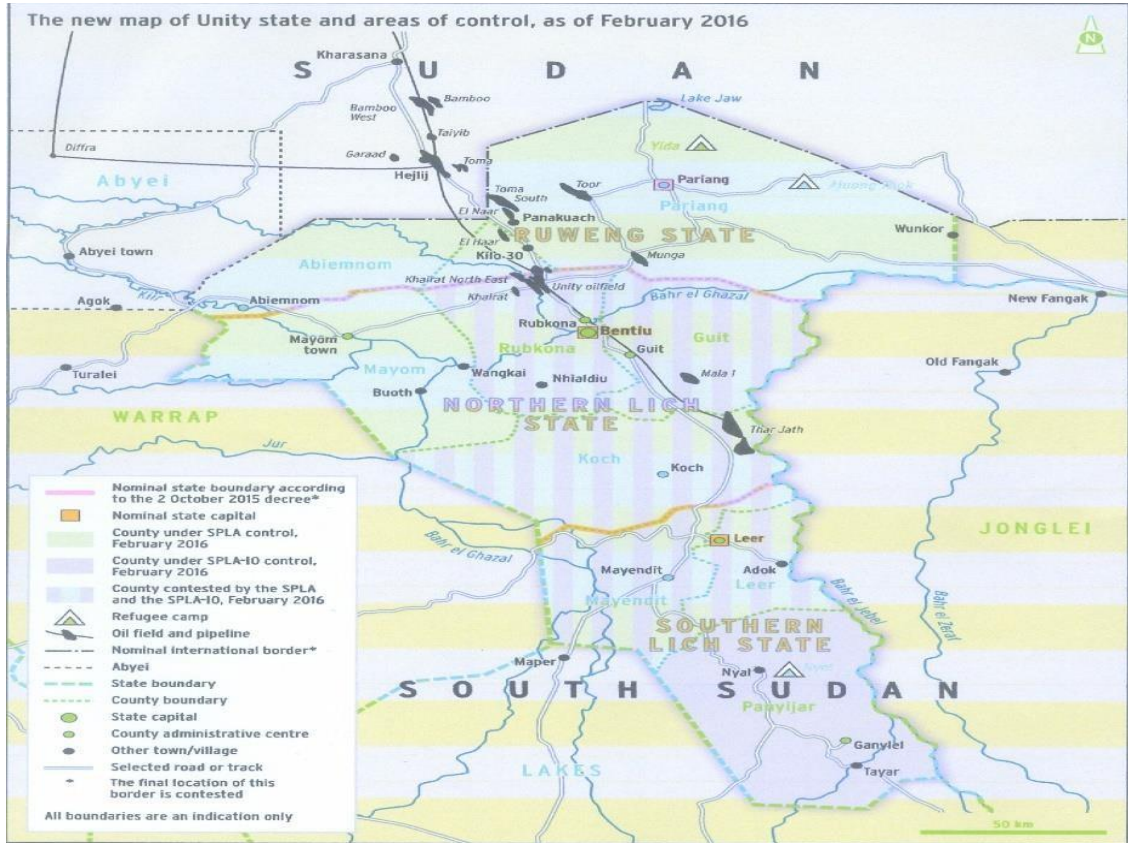 The new map of Unity state and areas of control, as of February 2016
N
Kharasana
SUDAN
Bamboo
Bamboo
West
Lake Jaw
Taiyib
Diffra
Garaad
Toma
Yida
Hejlij
Abyei
Toma
South
Toor
Pariang
Pariang
El Naar
Panakuach
RUWENG STATE
Wunkor
Abyei town
El Haar
Kilo-30
Munga
Abiemnom
Khairat North East
Unity oilfield
Khairat
Bahr el Ghazal
Agok
Kiir
Abiemnom
New Fangak
Rubkona
Bentiu
Mayom
town
Rubkona
Guit
Guit
Turalei
Mayom
Wangkai
Nhialdiu
Mala 1
Old Fangak
Buoth
NORTHERN LICH
STATE
WARRAP
Thar Jath
Jur
Koch
Koch
Nominal state boundary according
to the 2 October 2015 decree*
Nominal state capital
County under SPLA control,
February 2016
County under SPLA-IO control,
February 2016
County contested by the SPLA
and the SPLA-IO, February 2016
Refugee camp
Oil field and pipeline
Nominal international border*
Abyei
State boundary
County boundary
State capital
County administrative centre
Other town/village
Selected road or track
* The final location of this
border is contested
All boundaries are an indication only
JONGLEI
Bahr el Ghazal
Leer
Mayendit
Adok
Leer
Mayendit
Bahr el Jebel
Bahr el Zeraf
SOUTHERN
LICH STATE
Maper
Nyal
SOUTH SUDAN
Panyijar
Ganyiel
LAKES
Tayar
50 km